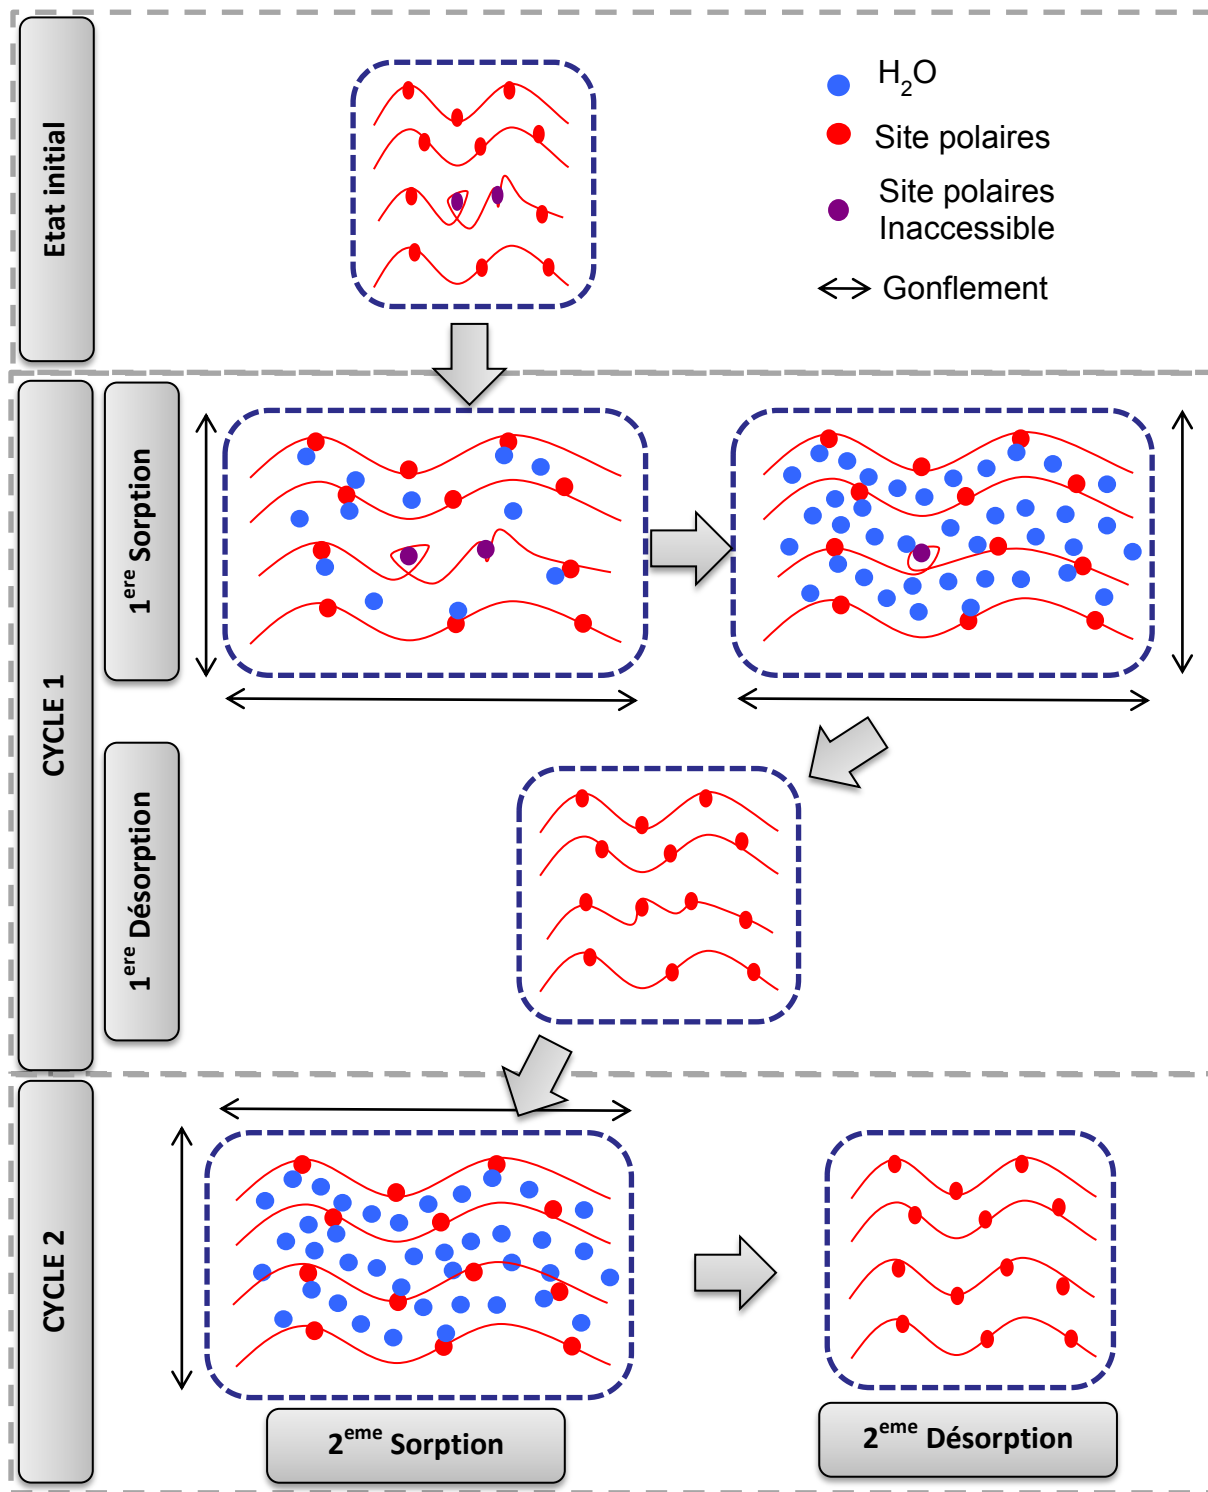 Etat initial
H₂O
Site polaires
Site polaires
Inaccessible
Gonflement
CYCLE 1
1ere Sorption
1ere Désorption
CYCLE 2
2eme Sorption
2eme Désorption